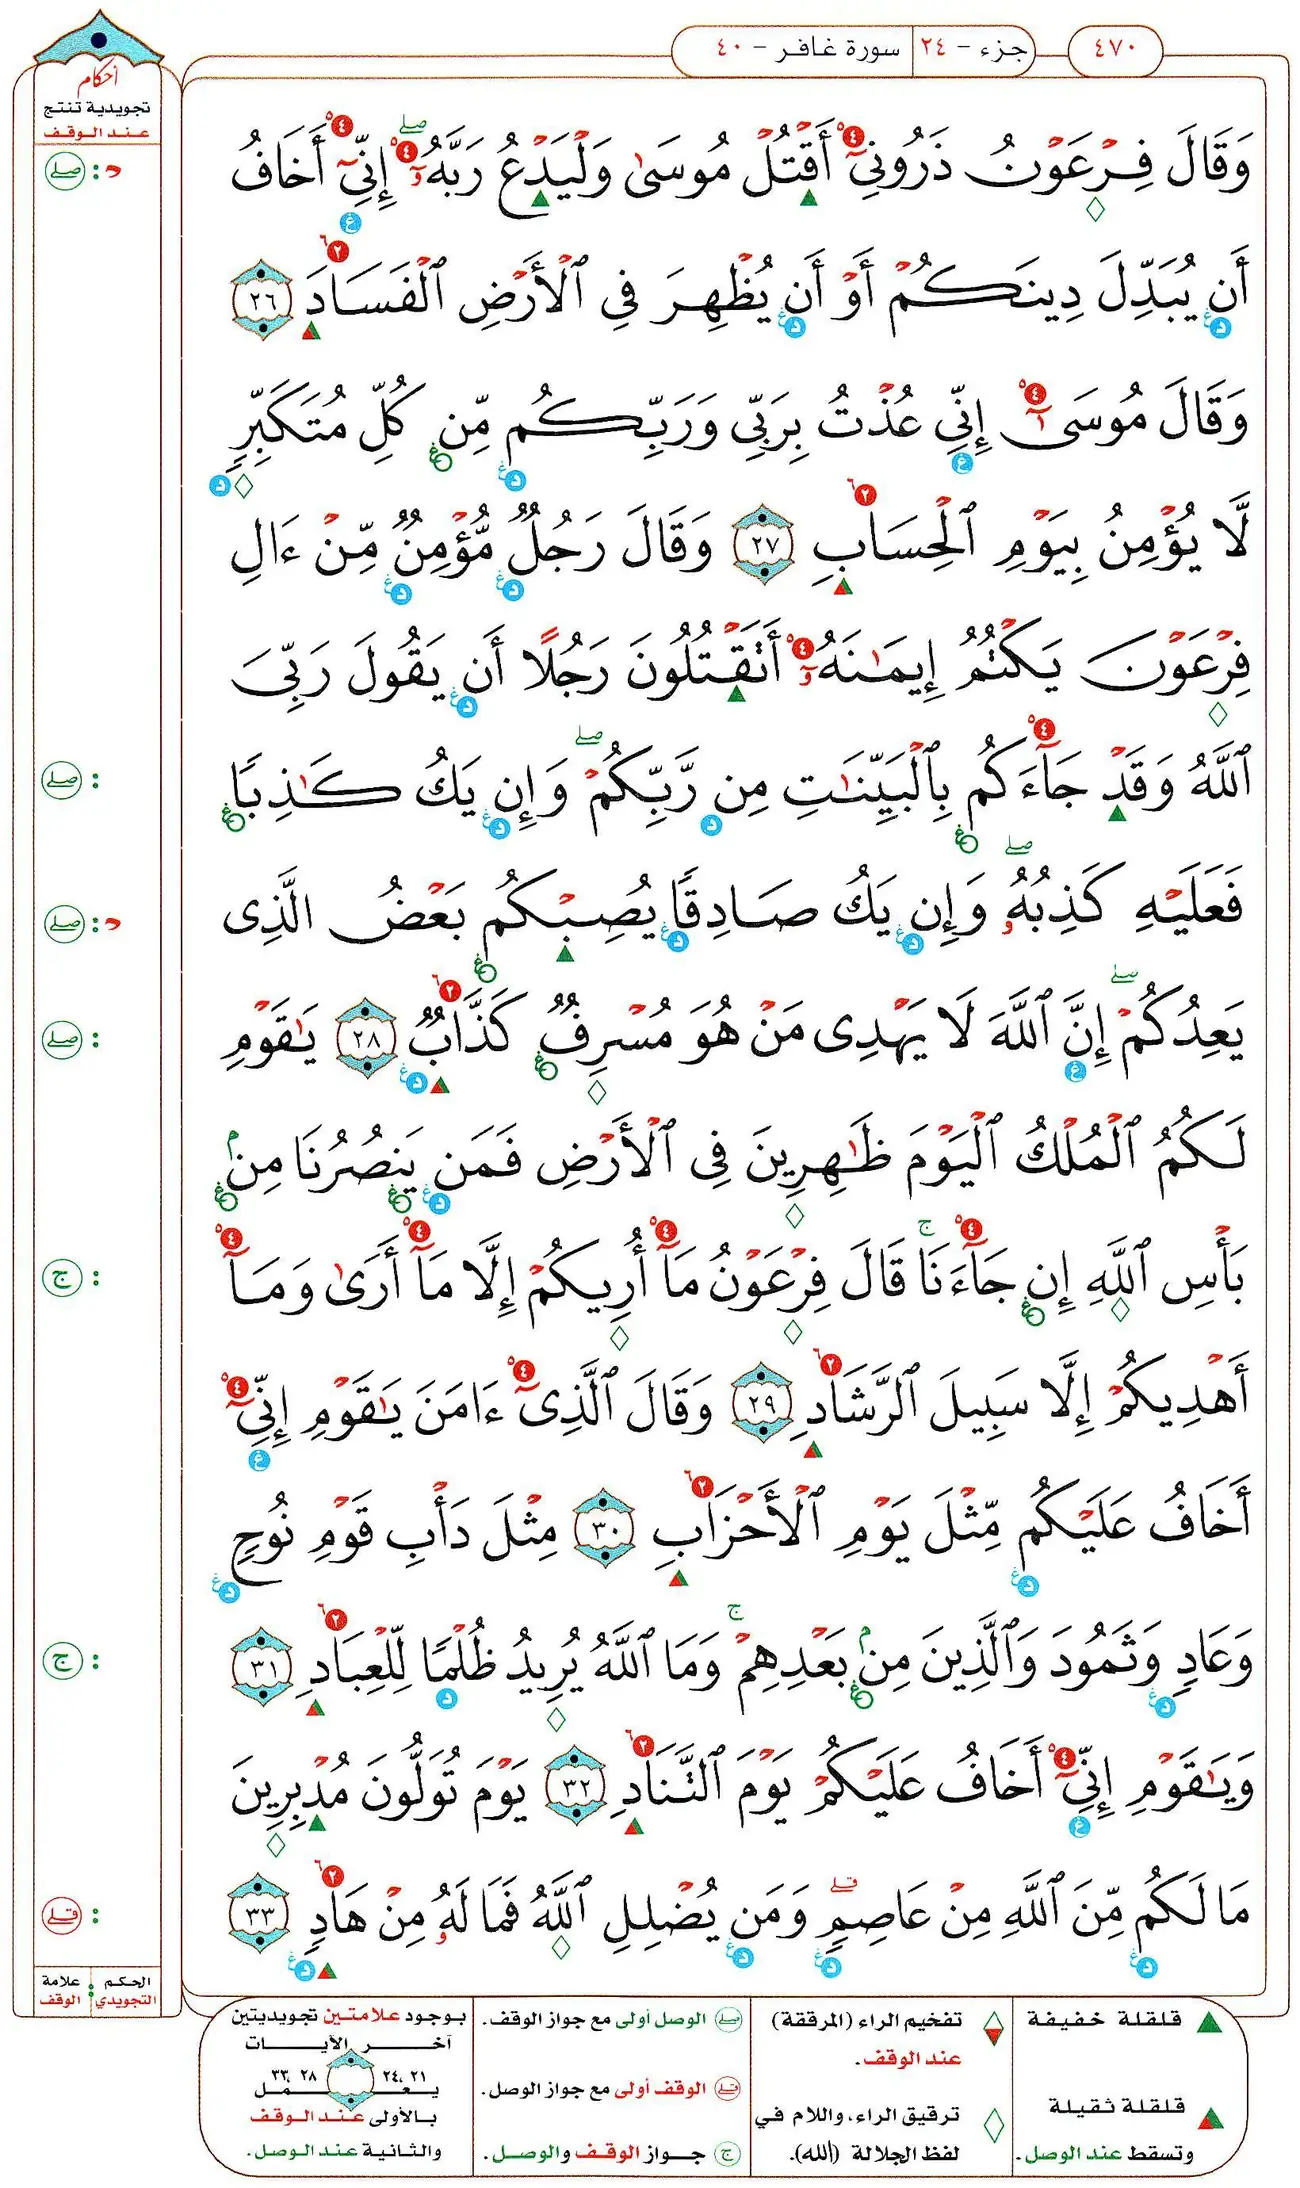 ٤٧٠
جزء - ٢٤ سورة غافر - ٤٠
أحكام
تجويدية تنتج
عند الوقف
وَقَالَ فِرْعَوْنُ ذَرُونِىٓ أَقْتُلْ مُوسَىٰ وَلْيَدْعُ رَبَّهُۥٓ ۖ إِنِّىٓ أَخَافُ
أَن يُبَدِّلَ دِينَكُمْ أَوْ أَن يُظْهِرَ فِى ٱلْأَرْضِ ٱلْفَسَادَ ٢٦
وَقَالَ مُوسَىٰٓ إِنِّى عُذْتُ بِرَبِّى وَرَبِّكُم مِّن كُلِّ مُتَكَبِّرٍ
لَّا يُؤْمِنُ بِيَوْمِ ٱلْحِسَابِ ٢٧ وَقَالَ رَجُلٌ مُّؤْمِنٌ مِّنْ ءَالِ
فِرْعَوْنَ يَكْتُمُ إِيمَـٰنَهُۥٓ أَتَقْتُلُونَ رَجُلًا أَن يَقُولَ رَبِّىَ
ٱللَّهُ وَقَدْ جَآءَكُم بِٱلْبَيِّنَـٰتِ مِن رَّبِّكُمْ ۖ وَإِن يَكُ كَـٰذِبًا
فَعَلَيْهِ كَذِبُهُۥ ۖ وَإِن يَكُ صَادِقًا يُصِبْكُم بَعْضُ الَّذِى
يَعِدُكُمْ ۖ إِنَّ ٱللَّهَ لَا يَهْدِى مَنْ هُوَ مُسْرِفٌ كَذَّابٌ ٢٨ يَـٰقَوْمِ
لَكُمُ ٱلْمُلْكُ ٱلْيَوْمَ ظَـٰهِرِينَ فِى ٱلْأَرْضِ فَمَن يَنصُرُنَا مِنۢ
بَأْسِ ٱللَّهِ إِن جَآءَنَا ۚ قَالَ فِرْعَوْنُ مَآ أُرِيكُمْ إِلَّا مَآ أَرَىٰ وَمَآ
أَهْدِيكُمْ إِلَّا سَبِيلَ ٱلرَّشَادِ ٢٩ وَقَالَ ٱلَّذِىٓ ءَامَنَ يَـٰقَوْمِ إِنِّىٓ
أَخَافُ عَلَيْكُم مِّثْلَ يَوْمِ ٱلْأَحْزَابِ ٣٠ مِثْلَ دَأْبِ قَوْمِ نُوحٍ
وَعَادٍ وَثَمُودَ وَٱلَّذِينَ مِنۢ بَعْدِهِمْ ۚ وَمَا ٱللَّهُ يُرِيدُ ظُلْمًا لِّلْعِبَادِ ٣١
وَيَـٰقَوْمِ إِنِّىٓ أَخَافُ عَلَيْكُمْ يَوْمَ ٱلتَّنَادِ ٣٢ يَوْمَ تُوَلُّونَ مُدْبِرِينَ
مَا لَكُم مِّنَ ٱللَّهِ مِنْ عَاصِمٍ ۗ وَمَن يُضْلِلِ ٱللَّهُ فَمَا لَهُۥ مِنْ هَادٍ ٣٣
الحكم التجويدي : علامة الوقف
قلقلة خفيفة
قلقلة ثقيلة
وتسقط عند الوصل.
تفخيم الراء (المرققة)
عند الوقف.
ترقيق الراء، واللام في
لفظ الجلالة (الله).
صلى الوصل أولى مع جواز الوقف.
قلى الوقف أولى مع جواز الوصل.
ج جواز الوقف والوصل.
بوجود علامتين تجويديتين
آخر الآيات
٢١، ٢٤ ٢٨، ٣٣
يعمل
بالأولى عند الوقف
والثانية عند الوصل.